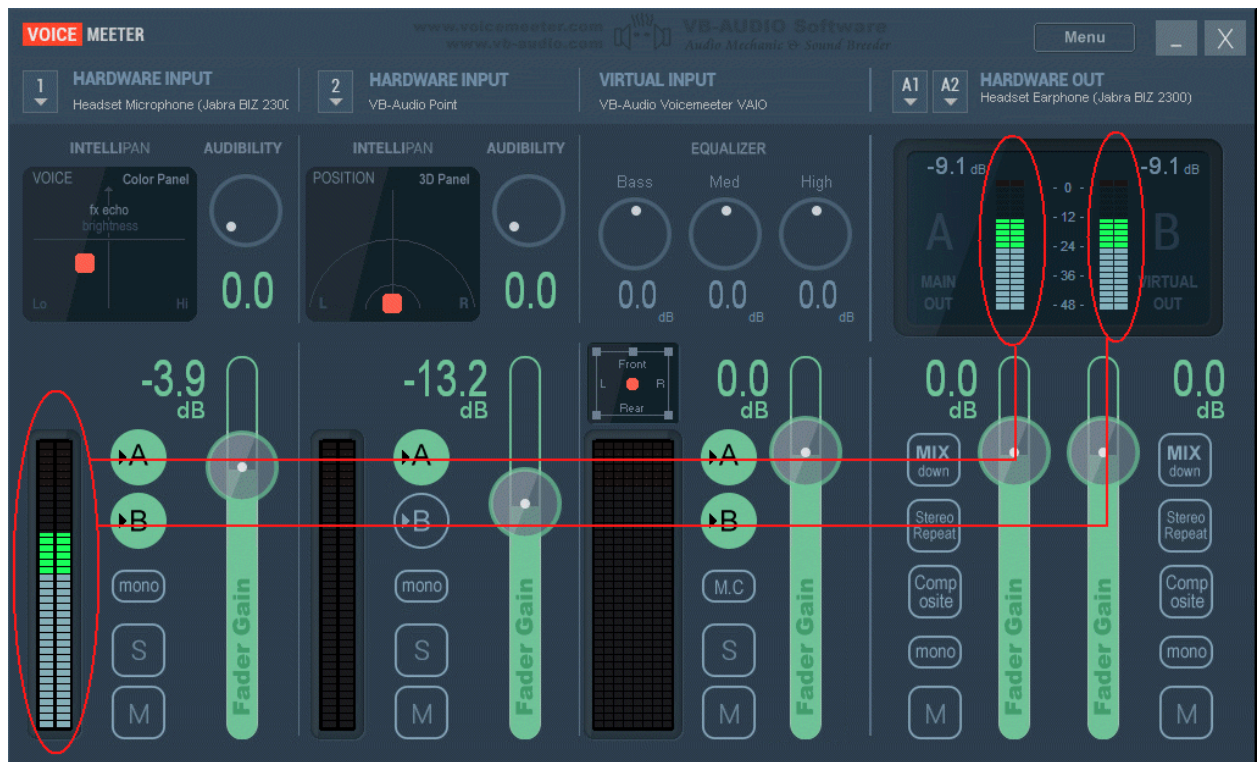 VOICE MEETER
www.voicemeeter.com
www.vb-audio.com
VB-AUDIO Software
Audio Mechanic & Sound Breeder
Menu
_ X
1
HARDWARE INPUT
Headset Microphone (Jabra BIZ 230(
2
HARDWARE INPUT
VB-Audio Point
VIRTUAL INPUT
VB-Audio Voicemeeter VAIO
A1 A2
HARDWARE OUT
Headset Earphone (Jabra BIZ 2300)
INTELLIPAN
AUDIBILITY
VOICE
Color Panel
fx echo
brightness
Lo Hi
0.0
INTELLIPAN
AUDIBILITY
POSITION
3D Panel
L R
0.0
EQUALIZER
Bass Med High
0.0 dB
0.0 dB
0.0 dB
-9.1 dB
-9.1 dB
- 0 -
- 12 -
- 24 -
- 36 -
- 48 -
A
MAIN
OUT
B
VIRTUAL
OUT
-3.9
dB
A
B
mono
S
M
Fader Gain
-13.2
dB
A
B
mono
S
M
Fader Gain
Front
L R
Rear
0.0
dB
A
B
M.C
S
M
Fader Gain
0.0
dB
MIX
down
Stereo
Repeat
Comp
osite
mono
M
Fader Gain
Fader Gain
0.0
dB
MIX
down
Stereo
Repeat
Comp
osite
mono
M